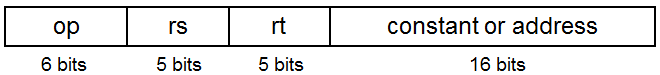 op rs rt constant or address
6 bits 5 bits 5 bits 16 bits